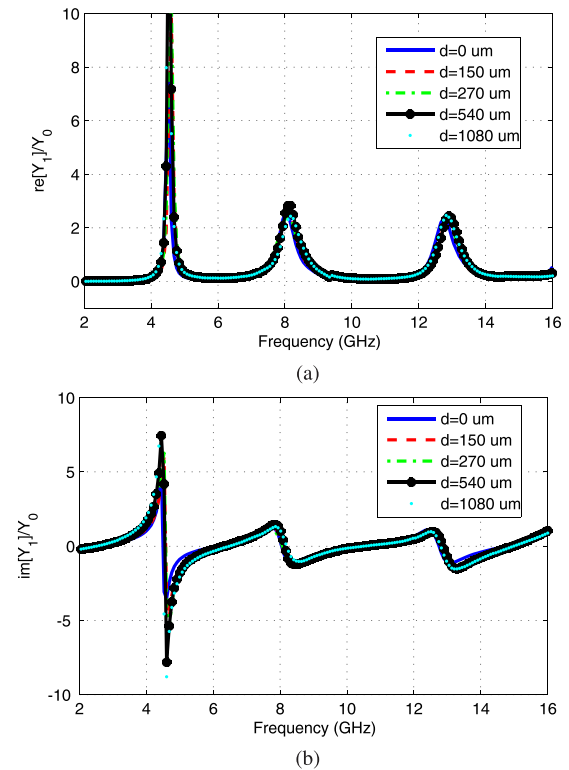 10
8
6
4
2
0
re[Y1]/Y0
d=0 um
d=150 um
d=270 um
d=540 um
d=1080 um
2 4 6 8 10 12 14 16
Frequency (GHz)
(a)
10
5
0
-5
-10
im[Y1]/Y0
d=0 um
d=150 um
d=270 um
d=540 um
d=1080 um
2 4 6 8 10 12 14 16
Frequency (GHz)
(b)